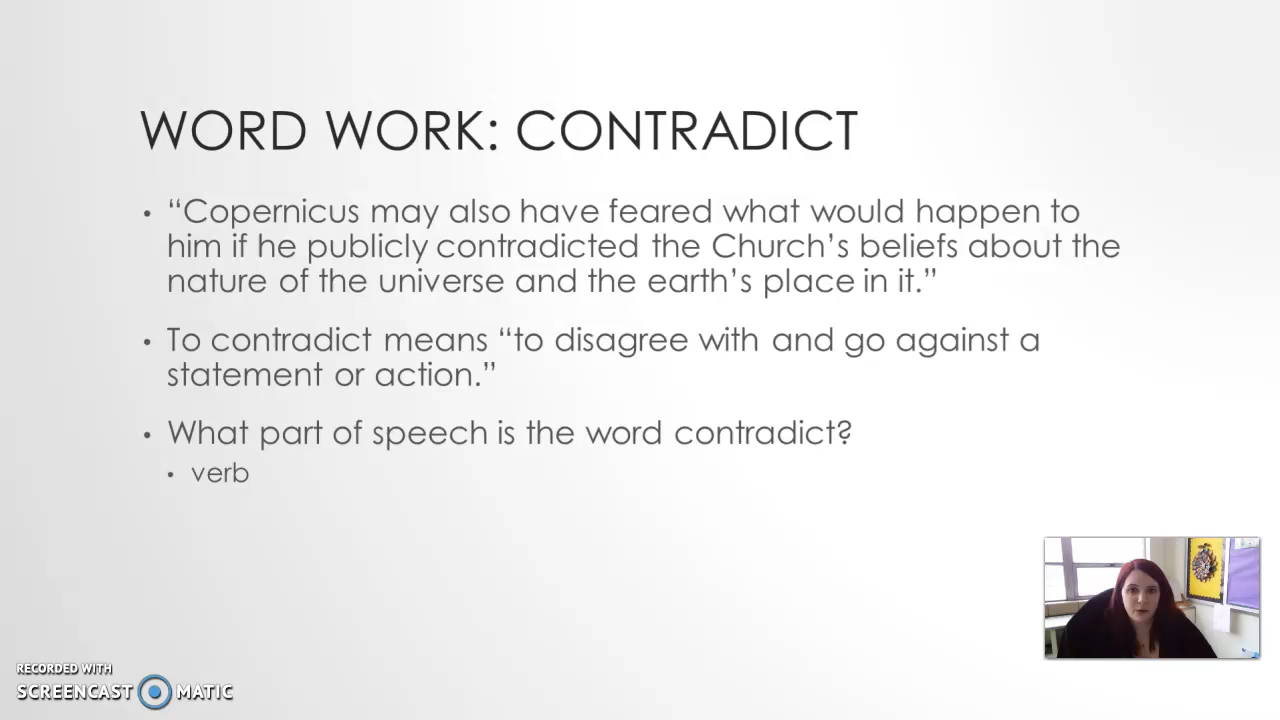 WORD WORK: CONTRADICT
• “Copernicus may also have feared what would happen to
him if he publicly contradicted the Church’s beliefs about the
nature of the universe and the earth’s place in it.”
• To contradict means “to disagree with and go against a
statement or action.”
• What part of speech is the word contradict?
• verb
RECORDED WITH
SCREENCAST MATIC